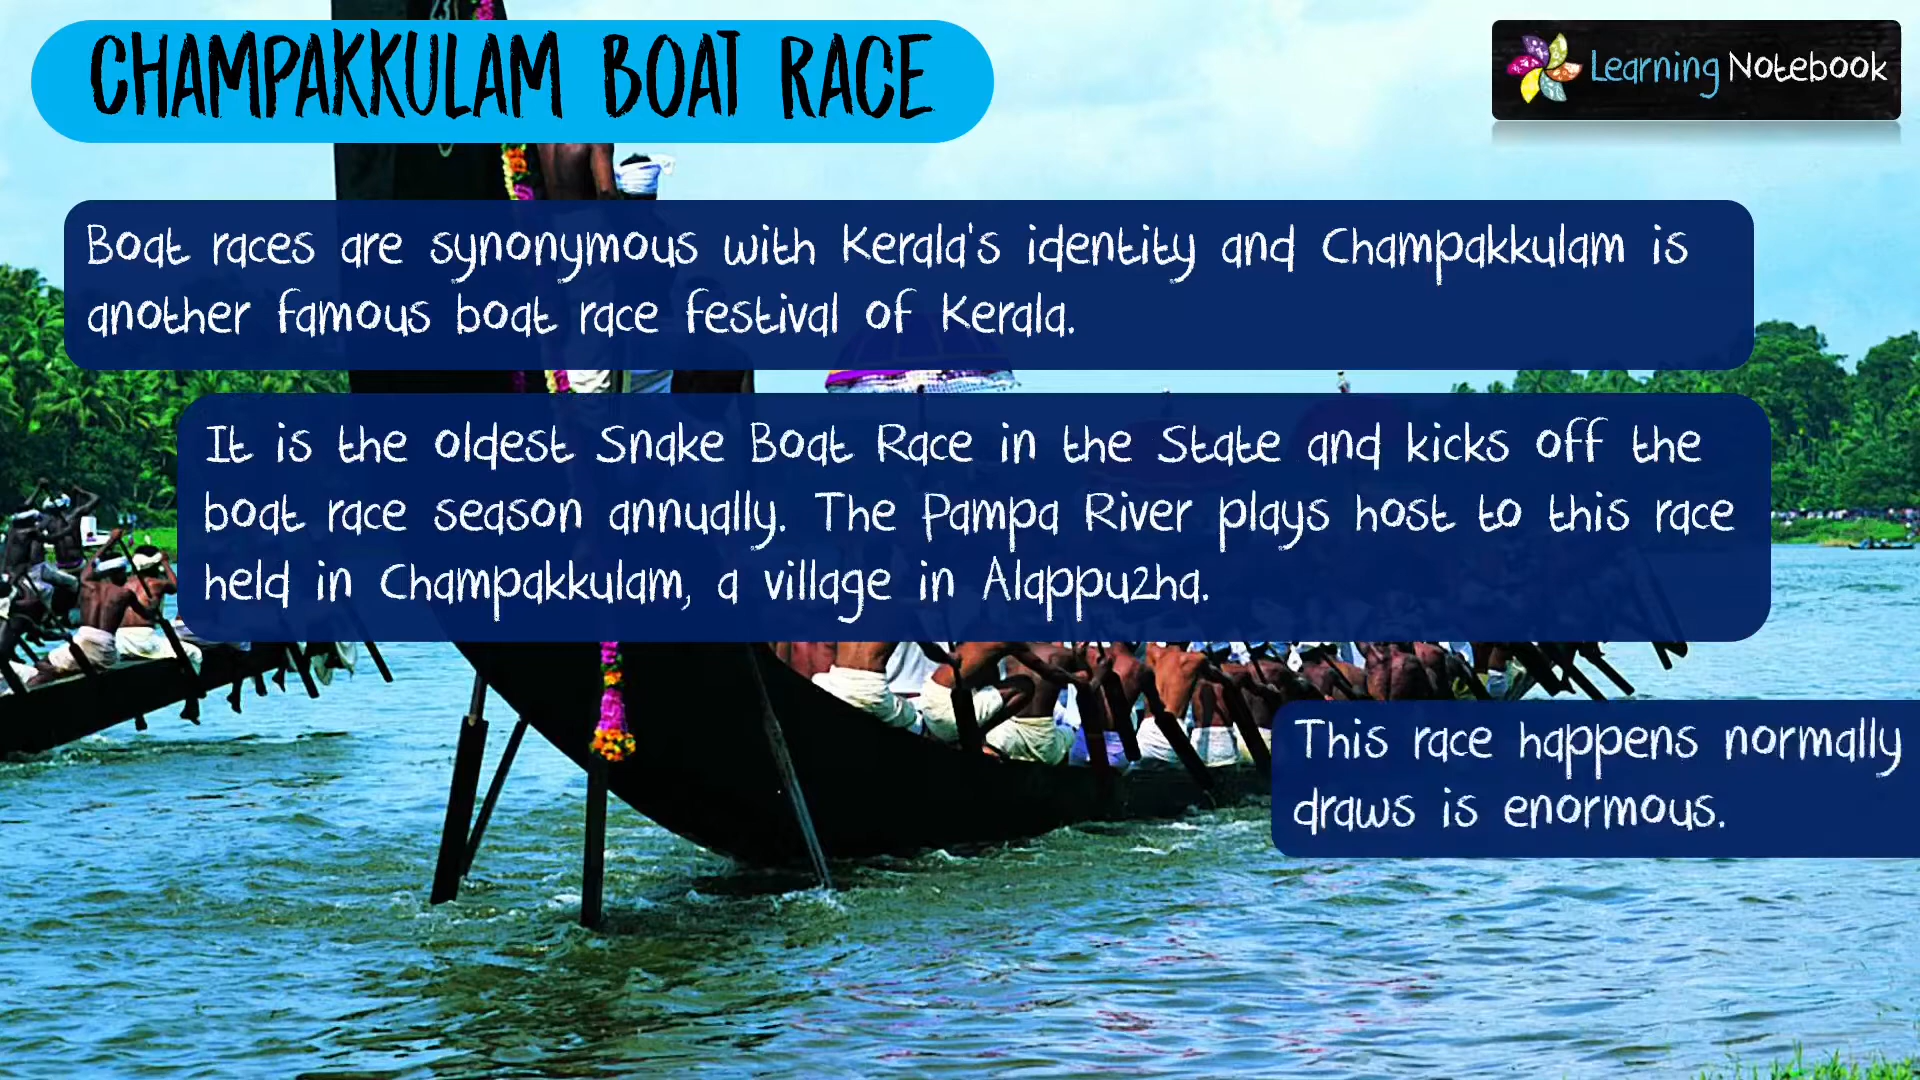 CHAMPAKKULAM BOAT RACE
Learning Notebook
Boat races are synonymous with Kerala's identity and Champakkulam is
another famous boat race festival of Kerala.
It is the oldest Snake Boat Race in the State and kicks off the
boat race season annually. The Pampa River plays host to this race
held in Champakkulam, a village in Alappuzha.
This race happens normally
draws is enormous.